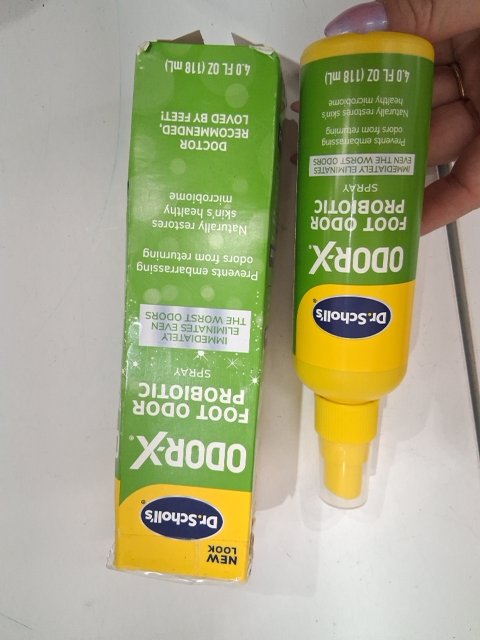 NEW
LOOK
Dr. Scholl's®
ODOR-X®
FOOT ODOR
PROBIOTIC
SPRAY
IMMEDIATELY
ELIMINATES EVEN
THE WORST ODORS
Prevents embarrassing
odors from returning
Naturally restores
skin's healthy
microbiome
DOCTOR
RECOMMENDED,
LOVED BY FEET!
4.0 FL OZ (118 mL)
Dr. Scholl's®
ODOR-X®
FOOT ODOR
PROBIOTIC
SPRAY
IMMEDIATELY ELIMINATES
EVEN THE WORST ODORS
Prevents embarrassing
odors from returning
Naturally restores skin's
healthy microbiome
4.0 FL OZ (118 mL)